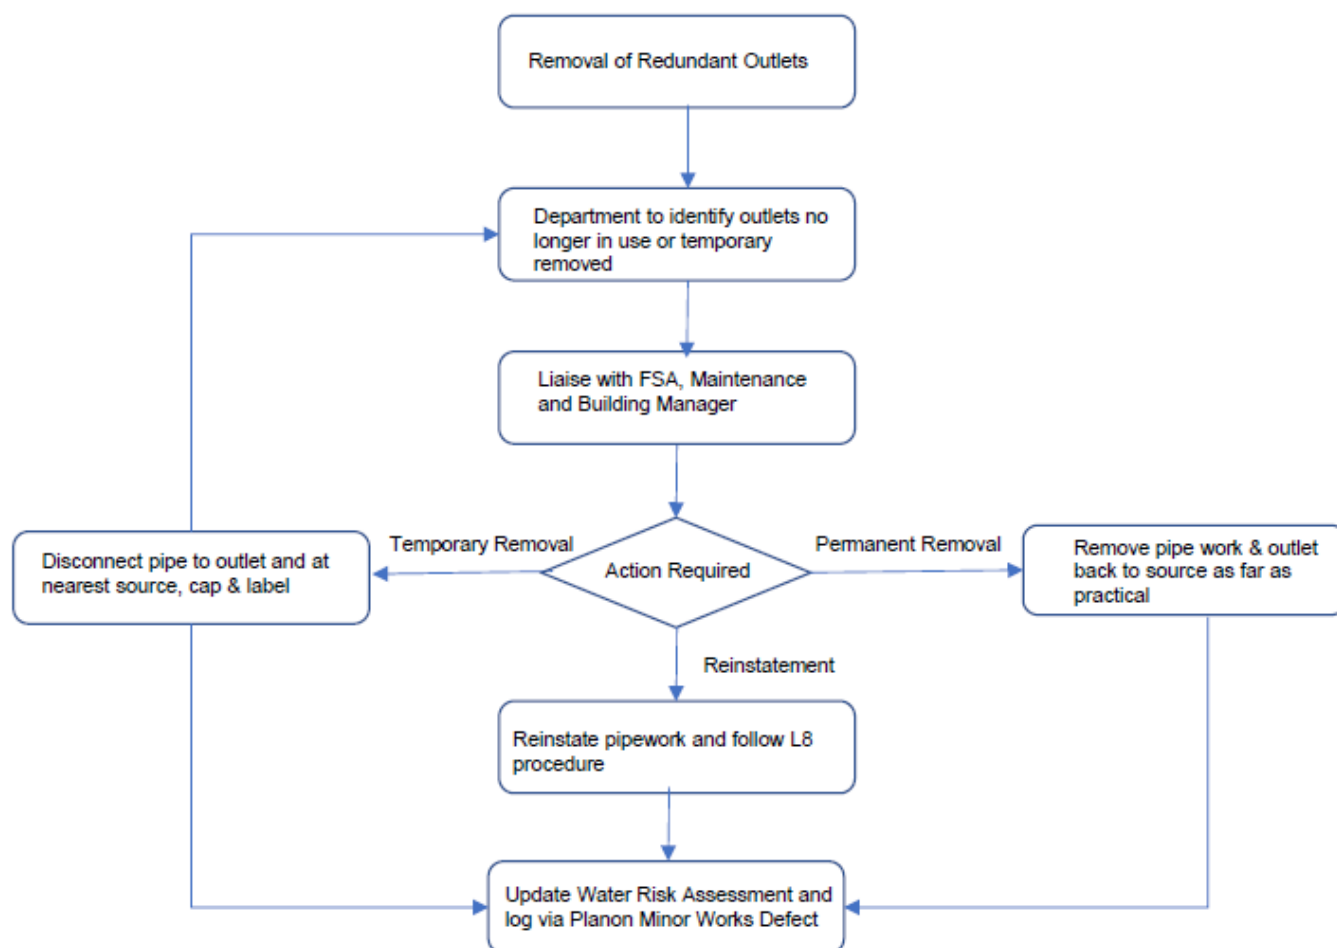 Removal of Redundant Outlets
Department to identify outlets no
longer in use or temporary
removed
Liaise with FSA, Maintenance
and Building Manager
Temporary Removal
Action Required
Permanent Removal
Disconnect pipe to outlet and at
nearest source, cap & label
Remove pipe work & outlet
back to source as far as
practical
Reinstatement
Reinstate pipework and follow L8
procedure
Update Water Risk Assessment and
log via Planon Minor Works Defect